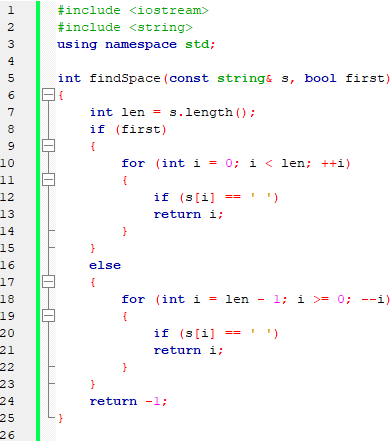 1 #include <iostream>
2 #include <string>
3 using namespace std;
4
5 int findSpace(const string& s, bool first)
6 {
7 int len = s.length();
8 if (first)
9 {
10 for (int i = 0; i < len; ++i)
11 {
12 if (s[i] == ' ')
13 return i;
14 }
15 }
16 else
17 {
18 for (int i = len - 1; i >= 0; --i)
19 {
20 if (s[i] == ' ')
21 return i;
22 }
23 }
24 return -1;
25 }
26